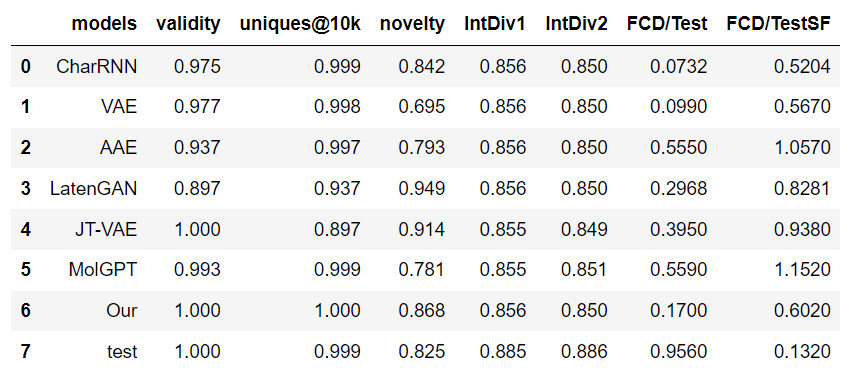 models validity uniques@10k novelty IntDiv1 IntDiv2 FCD/Test FCD/TestSF
0 CharRNN 0.975 0.999 0.842 0.856 0.850 0.0732 0.5204
1 VAE 0.977 0.998 0.695 0.856 0.850 0.0990 0.5670
2 AAE 0.937 0.997 0.793 0.856 0.850 0.5550 1.0570
3 LatenGAN 0.897 0.937 0.949 0.856 0.850 0.2968 0.8281
4 JT-VAE 1.000 0.897 0.914 0.855 0.849 0.3950 0.9380
5 MolGPT 0.993 0.999 0.781 0.855 0.851 0.5590 1.1520
6 Our 1.000 1.000 0.868 0.856 0.850 0.1700 0.6020
7 test 1.000 0.999 0.825 0.885 0.886 0.9560 0.1320